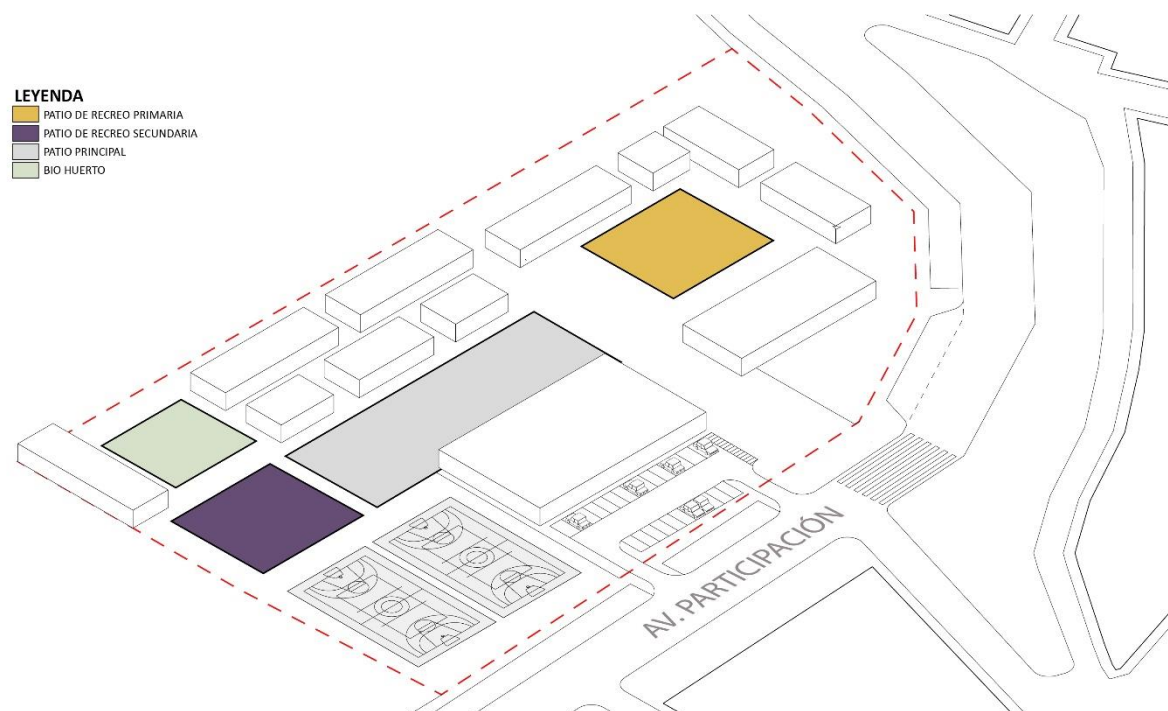 LEYENDA
PATIO DE RECREO PRIMARIA
PATIO DE RECREO SECUNDARIA
PATIO PRINCIPAL
BIO HUERTO
AV. PARTICIPACIÓN